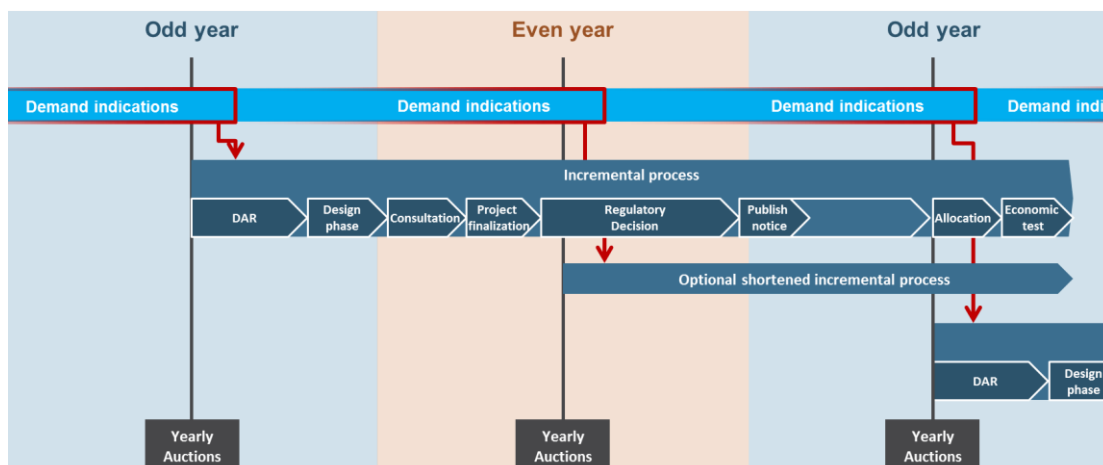 Odd year
Even year
Odd year
Demand indications
Demand indications
Demand indications
Demand indi
Incremental process
DAR
Design
phase
Consultation
Project
finalization
Regulatory
Decision
Publish
notice
Allocation
Economic
test
Optional shortened incremental process
DAR
Design
phase
Yearly
Auctions
Yearly
Auctions
Yearly
Auctions